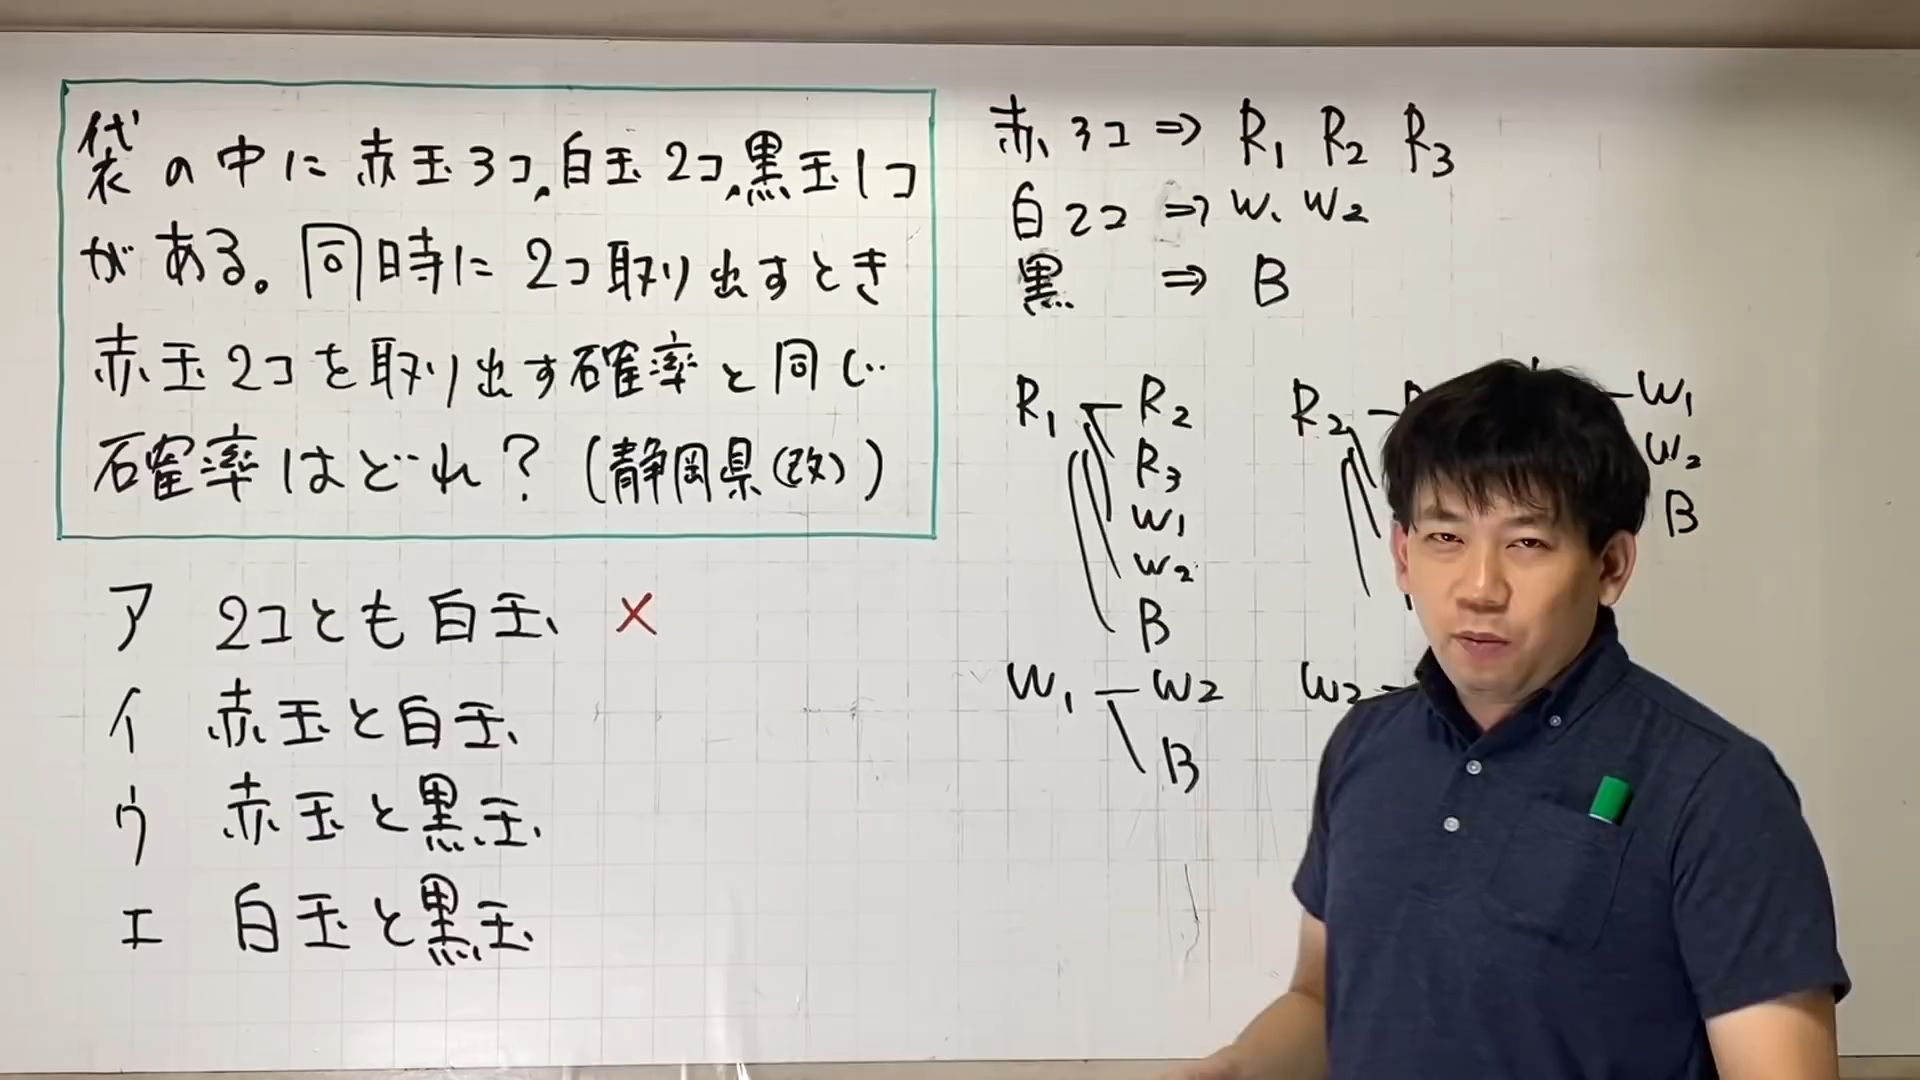 袋の中に赤玉3コ、白玉2コ、黒玉1コ
がある。同時に2コ取り出すとき
赤玉2コを取り出す確率と同じ
確率はどれ?(静岡県(改))
ア 2コとも白玉 ×
イ 赤玉と白玉
ウ 赤玉と黒玉
エ 白玉と黒玉
赤3コ ⇒ R1 R2 R3
白2コ ⇒ W1 W2
黒 ⇒ B
R1 R2
R3
W1
W2
B
R2
W1
W2
B
W1 W2
B
W2